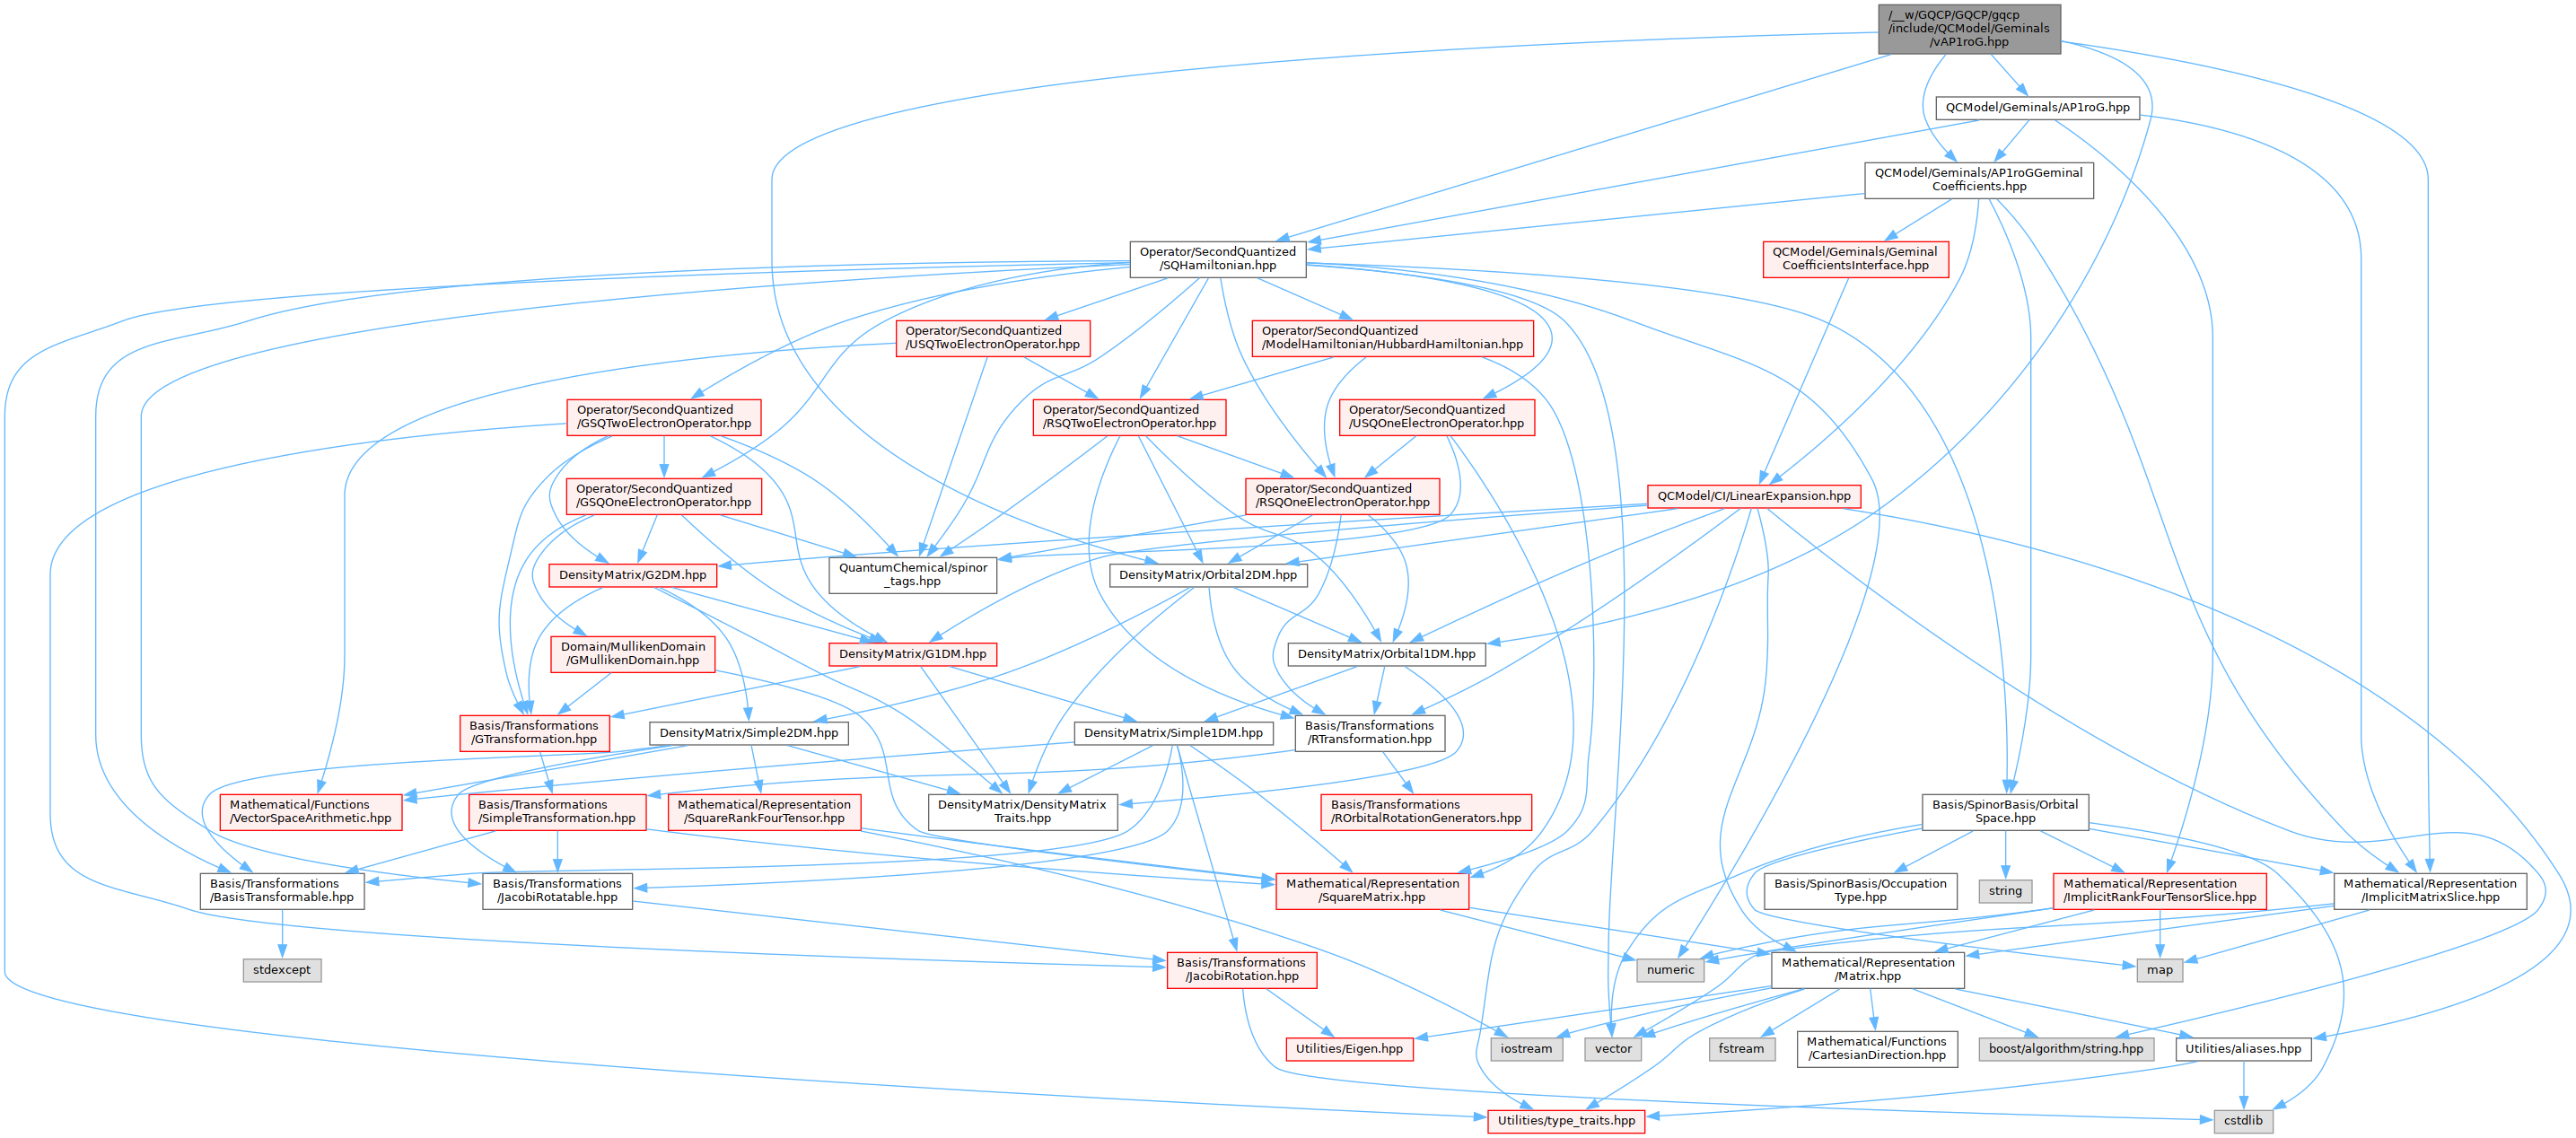 /__w/GQCP/GQCP/gqcp
/include/QCModel/Geminals
/vAP1roG.hpp
QCModel/Geminals/AP1roG.hpp
QCModel/Geminals/AP1roGGeminal
Coefficients.hpp
Operator/SecondQuantized
/SQHamiltonian.hpp
QCModel/Geminals/Geminal
CoefficientsInterface.hpp
Operator/SecondQuantized
/USQTwoElectronOperator.hpp
Operator/SecondQuantized
/ModelHamiltonian/HubbardHamiltonian.hpp
Operator/SecondQuantized
/GSQTwoElectronOperator.hpp
Operator/SecondQuantized
/RSQTwoElectronOperator.hpp
Operator/SecondQuantized
/USQOneElectronOperator.hpp
Operator/SecondQuantized
/GSQOneElectronOperator.hpp
Operator/SecondQuantized
/RSQOneElectronOperator.hpp
QCModel/CI/LinearExpansion.hpp
DensityMatrix/G2DM.hpp
QuantumChemical/spinor
_tags.hpp
DensityMatrix/Orbital2DM.hpp
Domain/MullikenDomain
/GMullikenDomain.hpp
DensityMatrix/G1DM.hpp
DensityMatrix/Orbital1DM.hpp
Basis/Transformations
/GTransformation.hpp
DensityMatrix/Simple2DM.hpp
DensityMatrix/Simple1DM.hpp
Basis/Transformations
/RTransformation.hpp
Mathematical/Functions
/VectorSpaceArithmetic.hpp
Basis/Transformations
/SimpleTransformation.hpp
Mathematical/Representation
/SquareRankFourTensor.hpp
DensityMatrix/DensityMatrix
Traits.hpp
Basis/Transformations
/ROrbitalRotationGenerators.hpp
Basis/SpinorBasis/Orbital
Space.hpp
Basis/Transformations
/BasisTransformable.hpp
Basis/Transformations
/JacobiRotatable.hpp
Mathematical/Representation
/SquareMatrix.hpp
Basis/SpinorBasis/Occupation
Type.hpp
string
Mathematical/Representation
/ImplicitRankFourTensorSlice.hpp
Mathematical/Representation
/ImplicitMatrixSlice.hpp
stdexcept
Basis/Transformations
/JacobiRotation.hpp
numeric
Mathematical/Representation
/Matrix.hpp
map
Utilities/Eigen.hpp
iostream
vector
fstream
Mathematical/Functions
/CartesianDirection.hpp
boost/algorithm/string.hpp
Utilities/aliases.hpp
Utilities/type_traits.hpp
cstdlib